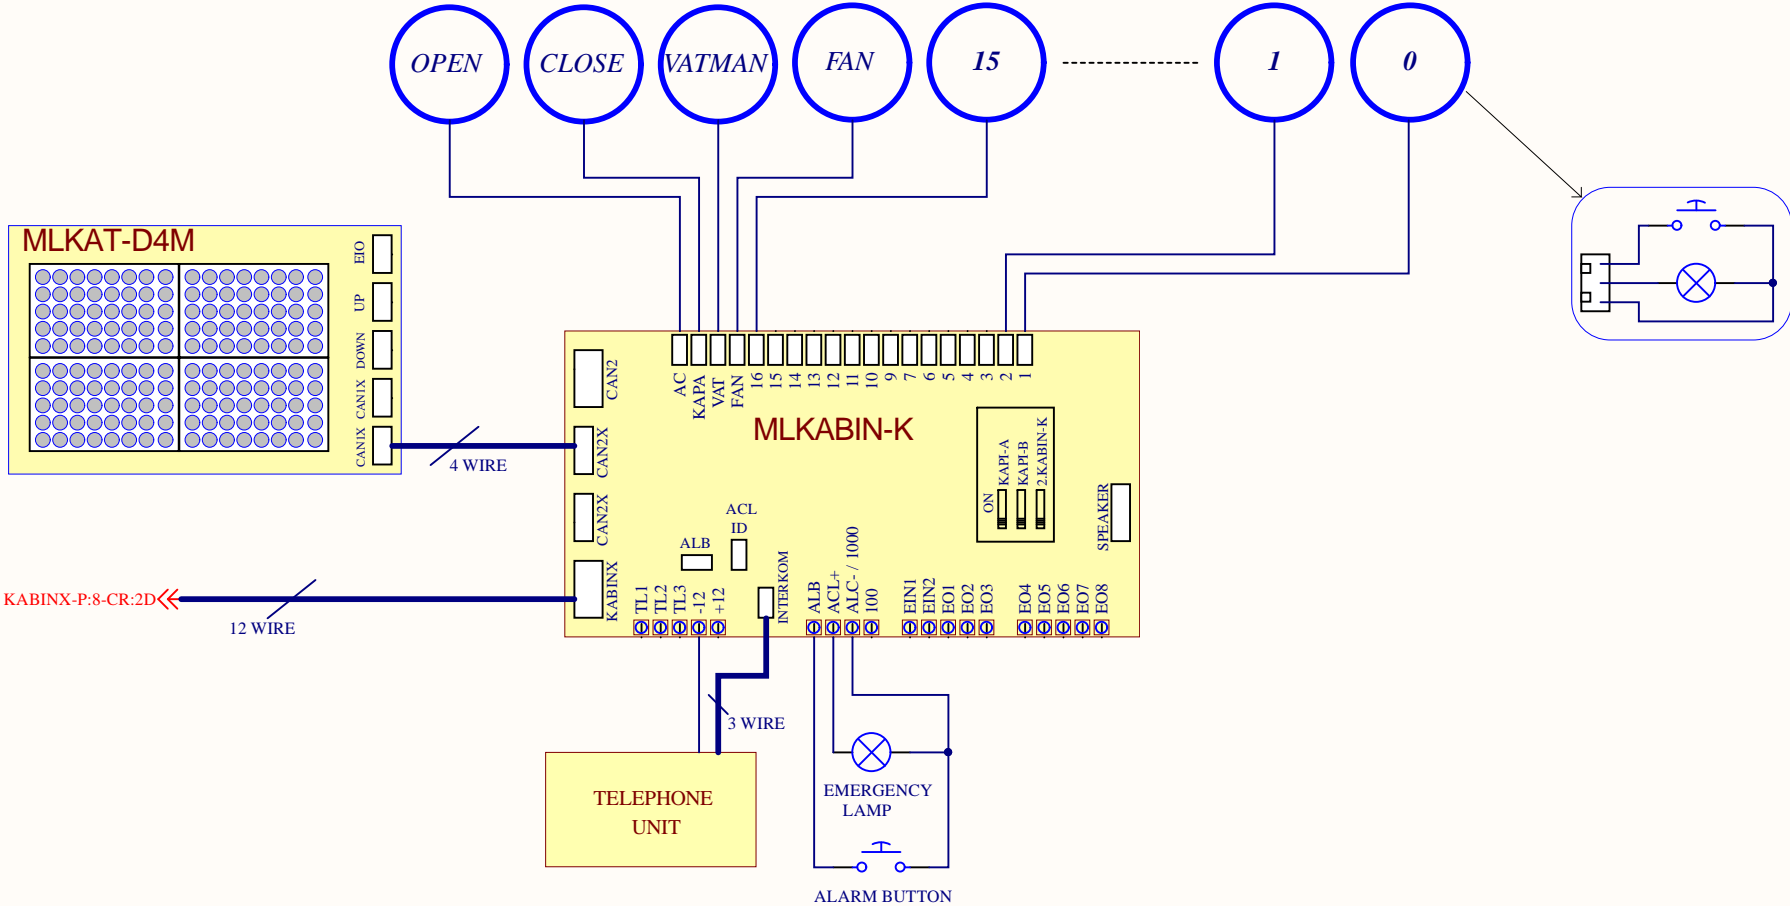 OPEN
CLOSE
VATMAN
FAN
15
1
0
MLKAT-D4M
EIO
UP
DOWN
CAN1X
CAN1X
4 WIRE
KABINX-P:8-CR:2D
12 WIRE
CAN2
CAN2X
CAN2X
KABINX
AC
KAPA
VAT
FAN
16
15
14
13
12
11
10
9
7
6
5
4
3
2
1
MLKABIN-K
ON
KAPI-A
KAPI-B
2.KABIN-K
SPEAKER
ACL
ID
ALB
INTERKOM
TL1
TL2
TL3
-12
+12
ALB
ACL+
ALC- / 1000
100
EIN1
EIN2
EO1
EO2
EO3
EO4
EO5
EO6
EO7
EO8
3 WIRE
TELEPHONE
UNIT
EMERGENCY
LAMP
ALARM BUTTON